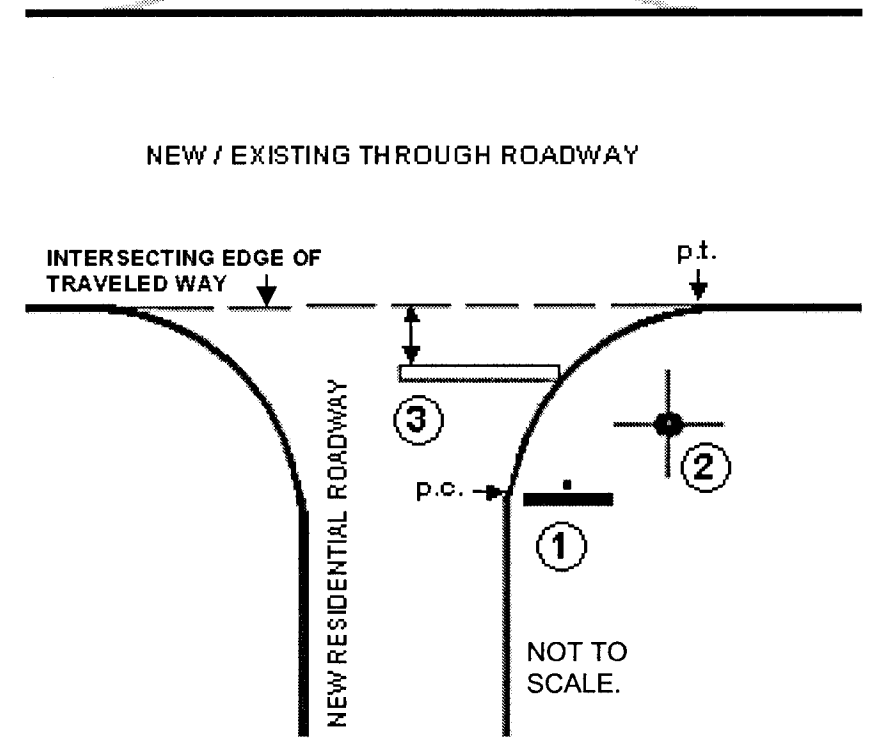 NEW / EXISTING THROUGH ROADWAY
INTERSECTING EDGE OF
TRAVELED WAY
p.t.
3
2
p.c.
1
NEW RESIDENTIAL ROADWAY
NOT TO
SCALE.